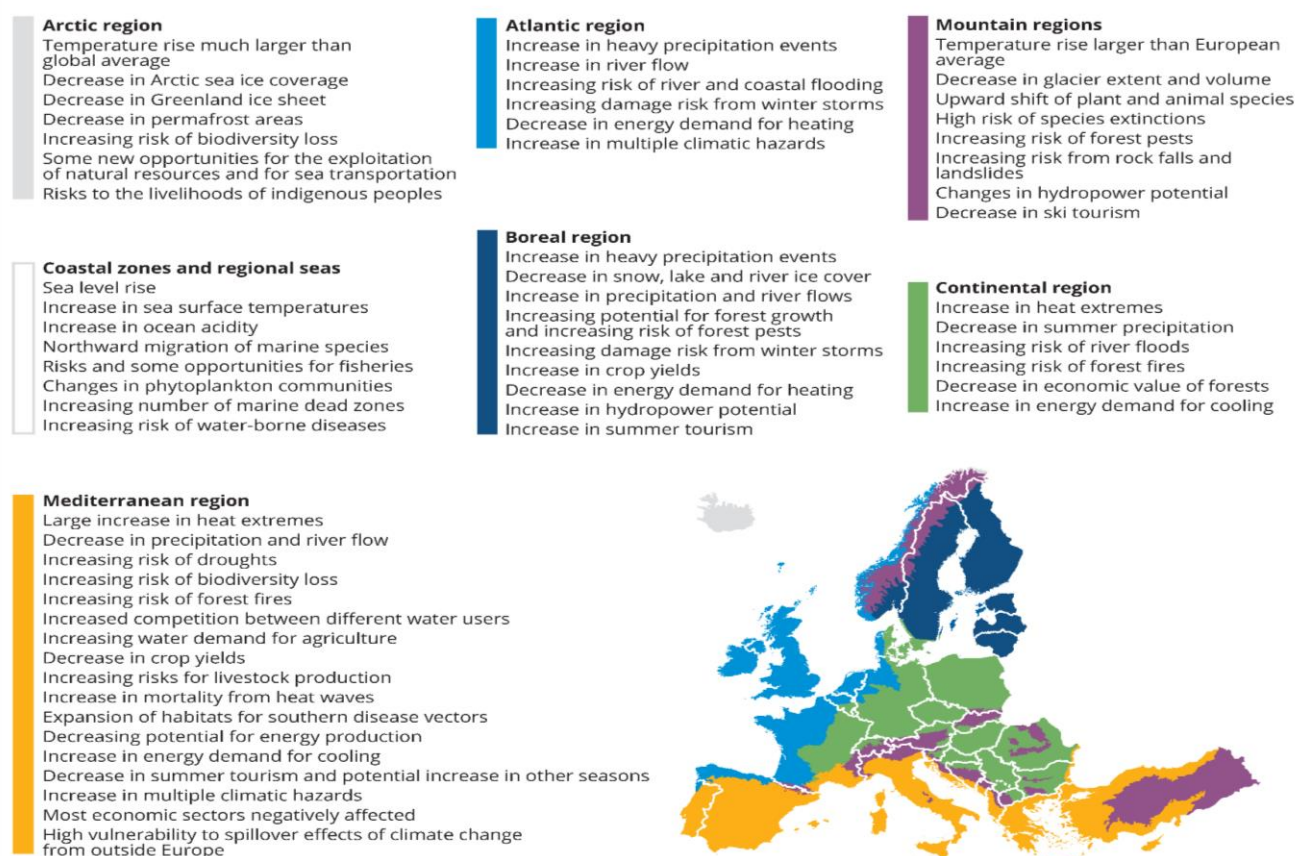 Arctic region
Temperature rise much larger than
global average
Decrease in Arctic sea ice coverage
Decrease in Greenland ice sheet
Decrease in permafrost areas
Increasing risk of biodiversity loss
Some new opportunities for the exploitation
of natural resources and for sea transportation
Risks to the livelihoods of indigenous peoples
Atlantic region
Increase in heavy precipitation events
Increase in river flow
Increasing risk of river and coastal flooding
Increasing damage risk from winter storms
Decrease in energy demand for heating
Increase in multiple climatic hazards
Mountain regions
Temperature rise larger than European
average
Decrease in glacier extent and volume
Upward shift of plant and animal species
High risk of species extinctions
Increasing risk of forest pests
Increasing risk from rock falls and
landslides
Changes in hydropower potential
Decrease in ski tourism
Coastal zones and regional seas
Sea level rise
Increase in sea surface temperatures
Increase in ocean acidity
Northward migration of marine species
Risks and some opportunities for fisheries
Changes in phytoplankton communities
Increasing number of marine dead zones
Increasing risk of water-borne diseases
Boreal region
Increase in heavy precipitation events
Decrease in snow, lake and river ice cover
Increase in precipitation and river flows
Increasing potential for forest growth
and increasing risk of forest pests
Increasing damage risk from winter storms
Increase in crop yields
Decrease in energy demand for heating
Increase in hydropower potential
Increase in summer tourism
Continental region
Increase in heat extremes
Decrease in summer precipitation
Increasing risk of river floods
Increasing risk of forest fires
Decrease in economic value of forests
Increase in energy demand for cooling
Mediterranean region
Large increase in heat extremes
Decrease in precipitation and river flow
Increasing risk of droughts
Increasing risk of biodiversity loss
Increasing risk of forest fires
Increased competition between different water users
Increasing water demand for agriculture
Decrease in crop yields
Increasing risks for livestock production
Increase in mortality from heat waves
Expansion of habitats for southern disease vectors
Decreasing potential for energy production
Increase in energy demand for cooling
Decrease in summer tourism and potential increase in other seasons
Increase in multiple climatic hazards
Most economic sectors negatively affected
High vulnerability to spillover effects of climate change
from outside Europe